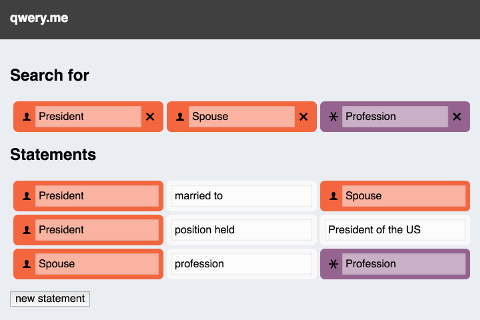 qwery.me
Search for
President Spouse Profession
Statements
President married to Spouse
President position held President of the US
Spouse profession Profession
new statement